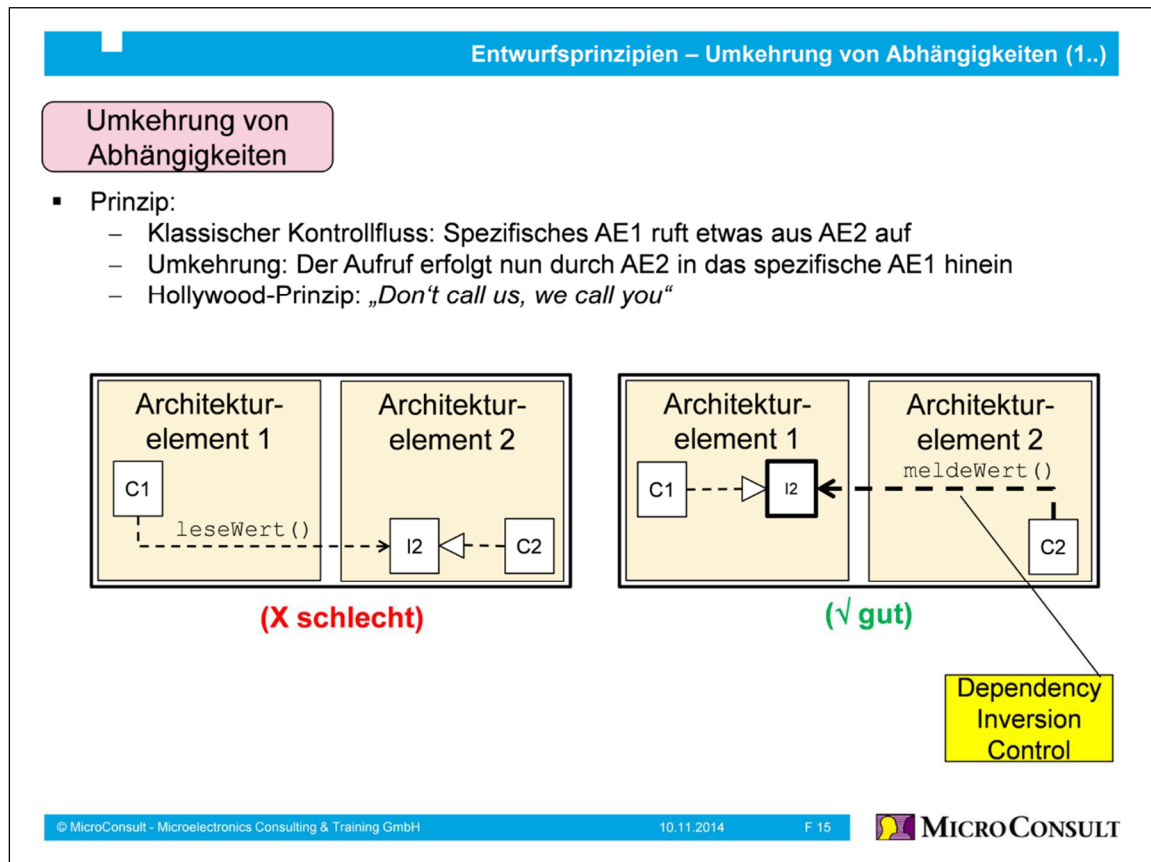 Entwurfsprinzipien – Umkehrung von Abhängigkeiten (1..)
Umkehrung von
Abhängigkeiten
▪ Prinzip:
– Klassischer Kontrollfluss: Spezifisches AE1 ruft etwas aus AE2 auf
– Umkehrung: Der Aufruf erfolgt nun durch AE2 in das spezifische AE1 hinein
– Hollywood-Prinzip: „Don‘t call us, we call you“
Architektur-
element 1
Architektur-
element 2
C1
leseWert()
I2
C2
(X schlecht)
Architektur-
element 1
Architektur-
element 2
meldeWert()
C1
I2
C2
(√ gut)
Dependency
Inversion
Control
© MicroConsult - Microelectronics Consulting & Training GmbH
10.11.2014
F 15
MICROCONSULT